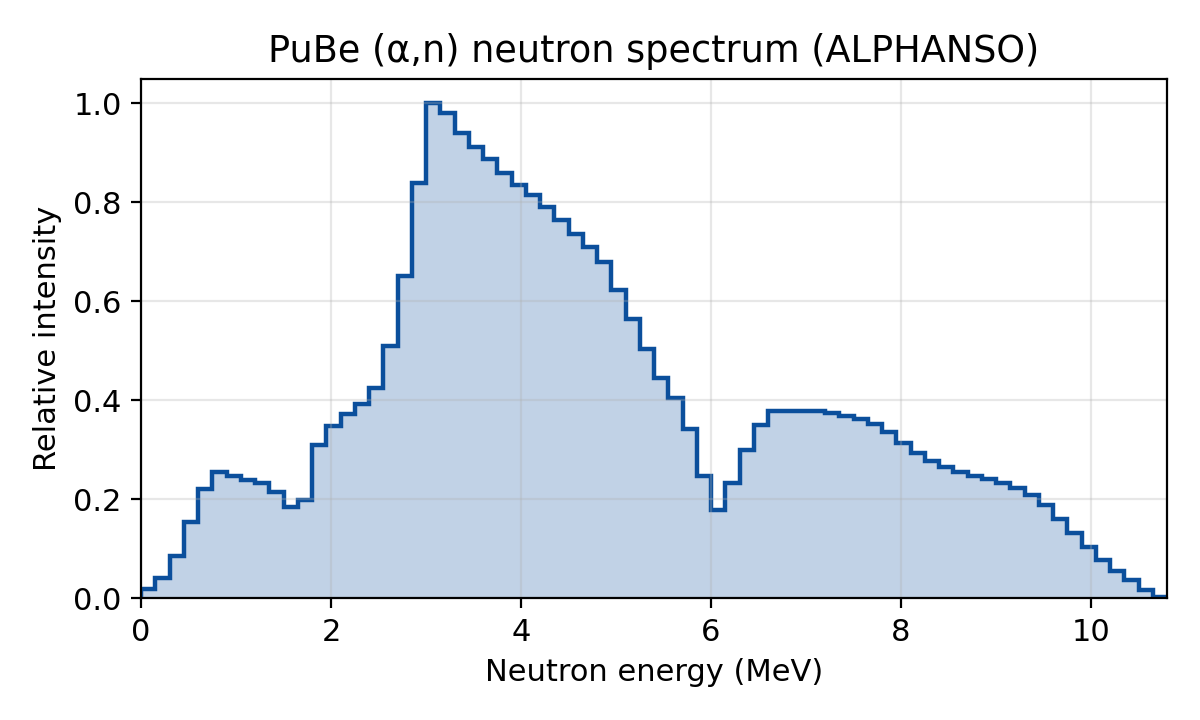 PuBe (α,n) neutron spectrum (ALPHANSO)
Relative intensity
1.0
0.8
0.6
0.4
0.2
0.0
0 2 4 6 8 10
Neutron energy (MeV)